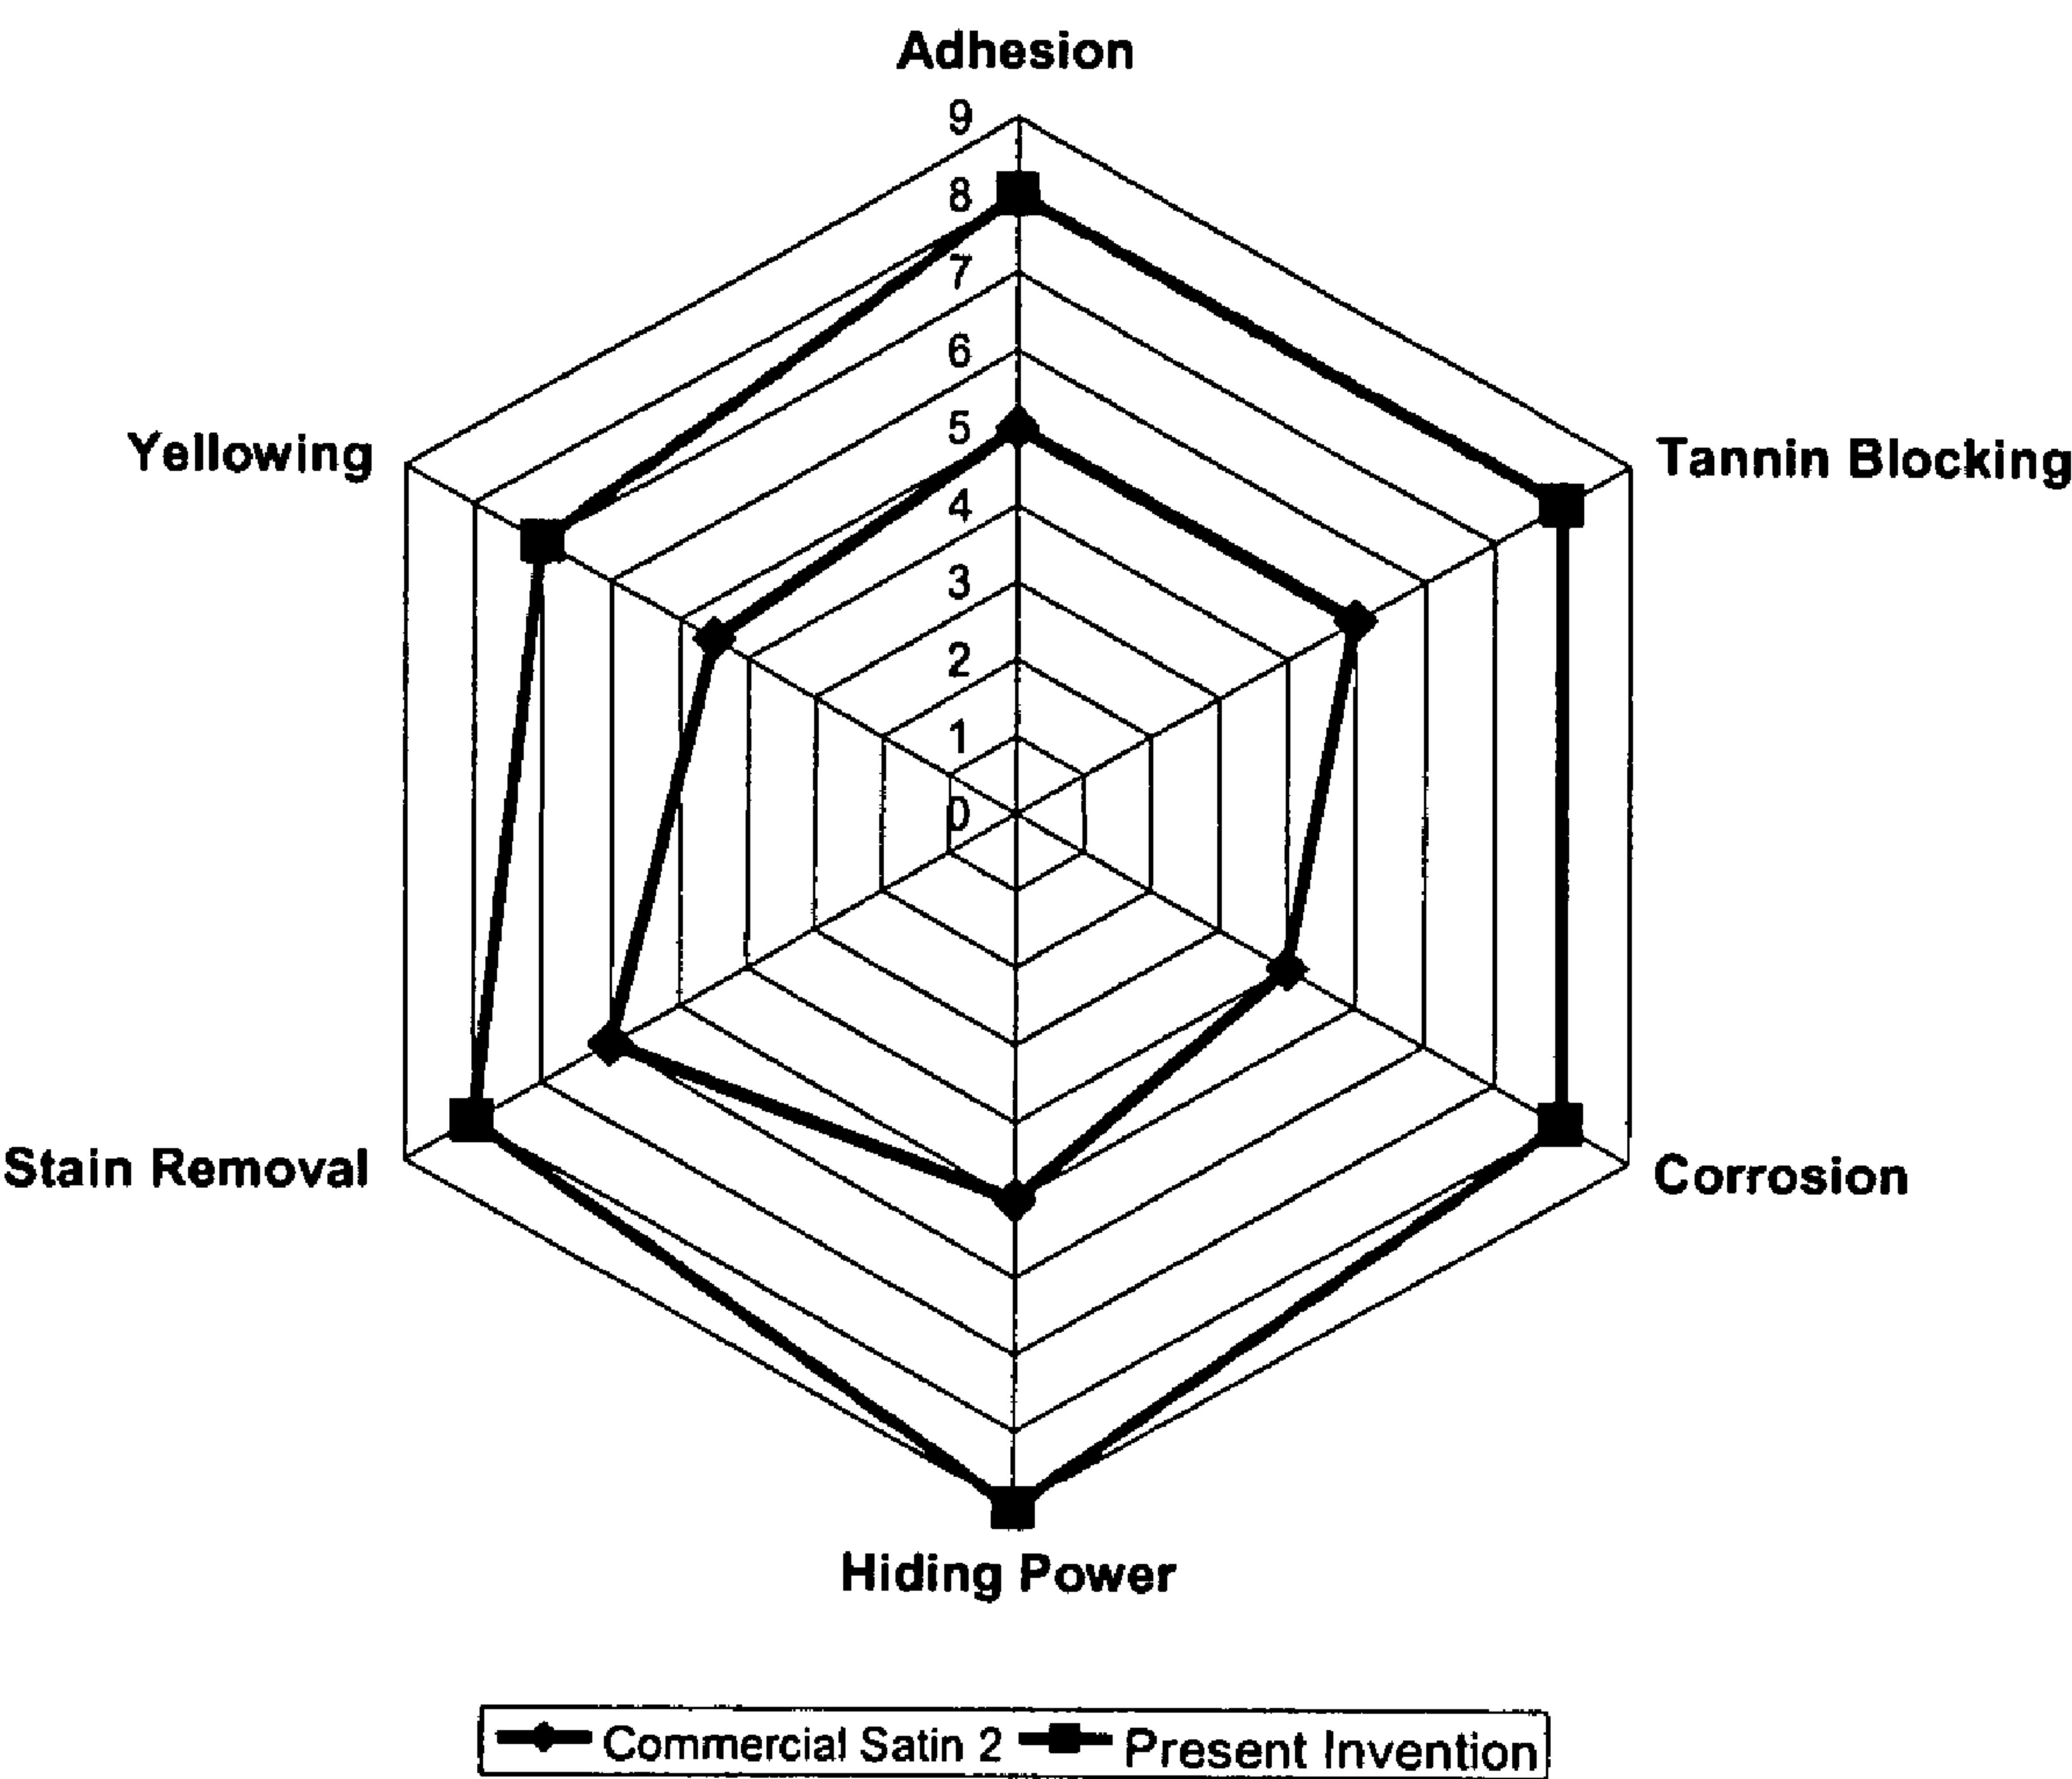 Adhesion
9
8
7
6
5
4
3
2
1
0
Yellowing
Tannin Blocking
Stain Removal
Corrosion
Hiding Power
Commercial Satin 2 Present Invention